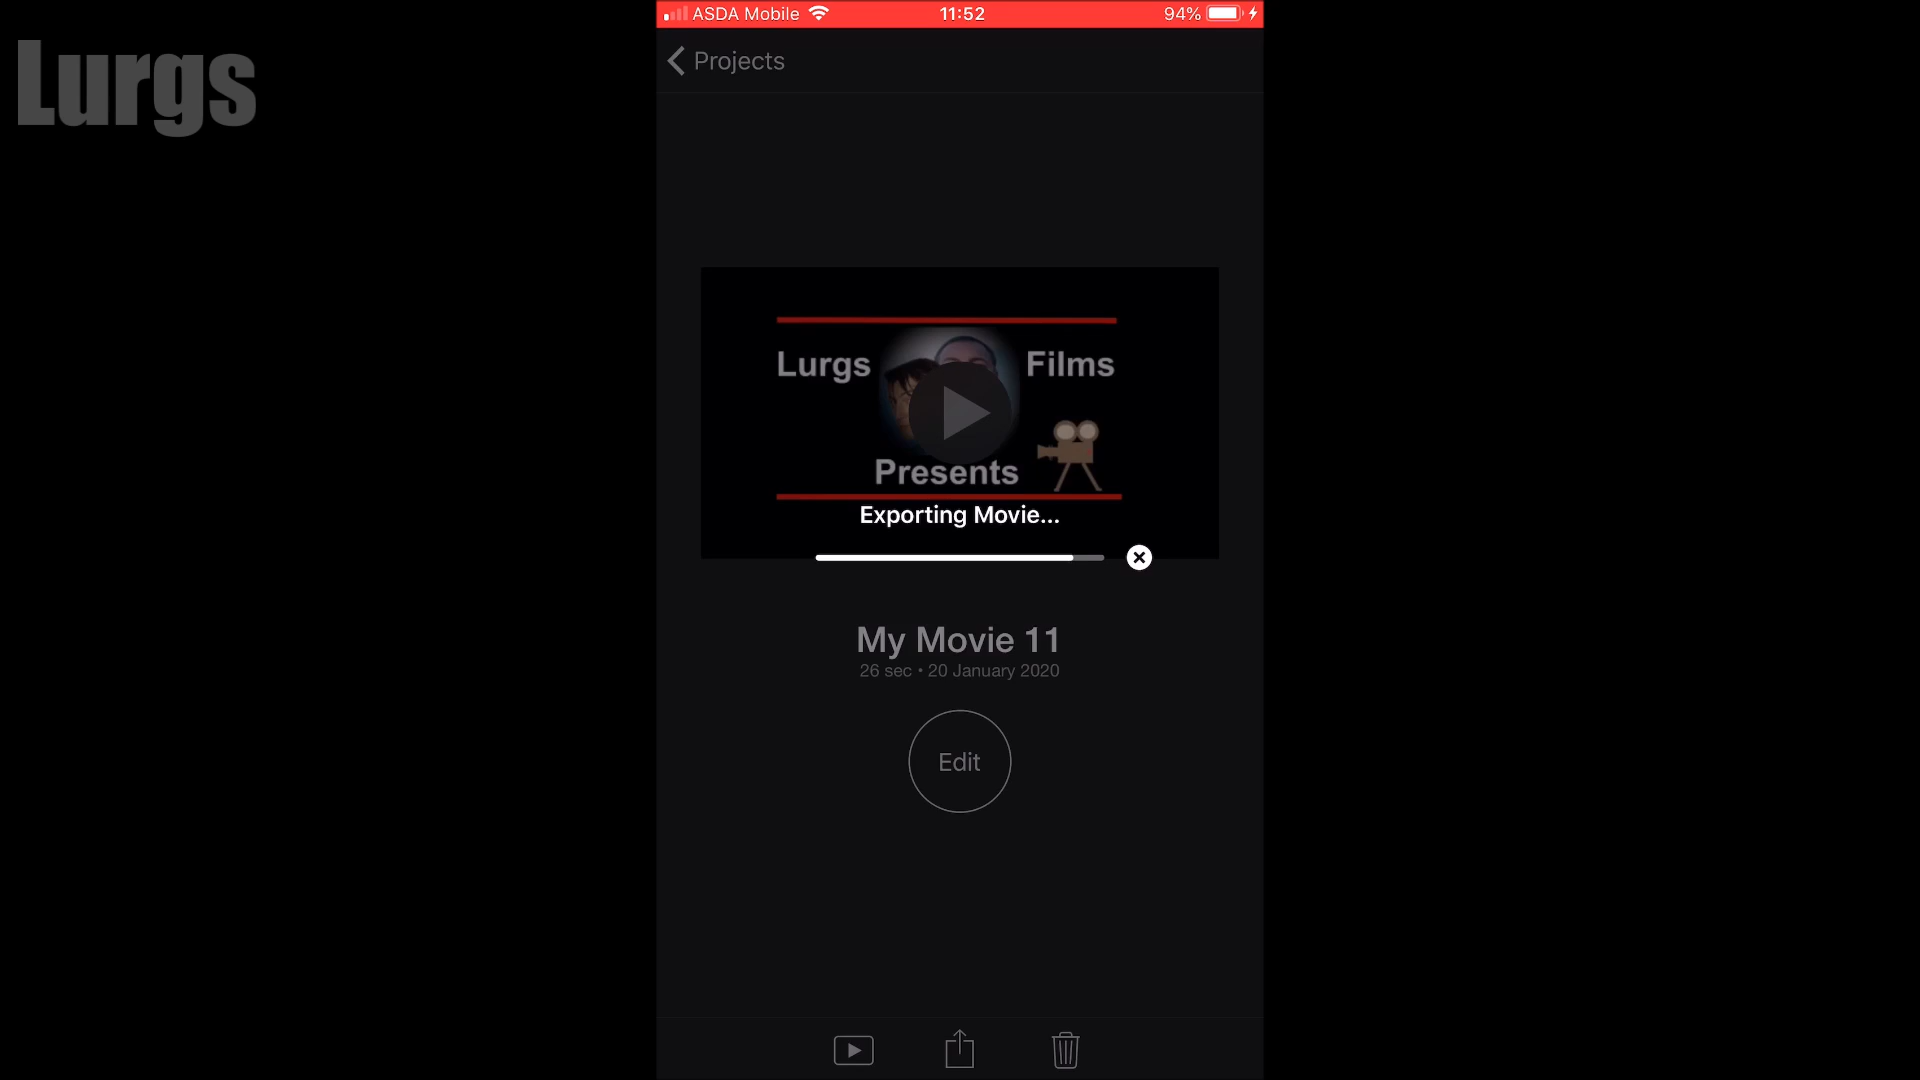 ASDA Mobile 11:52 94%
Lurgs
Projects
Lurgs Films
Presents
Exporting Movie...
My Movie 11
26 sec • 20 January 2020
Edit